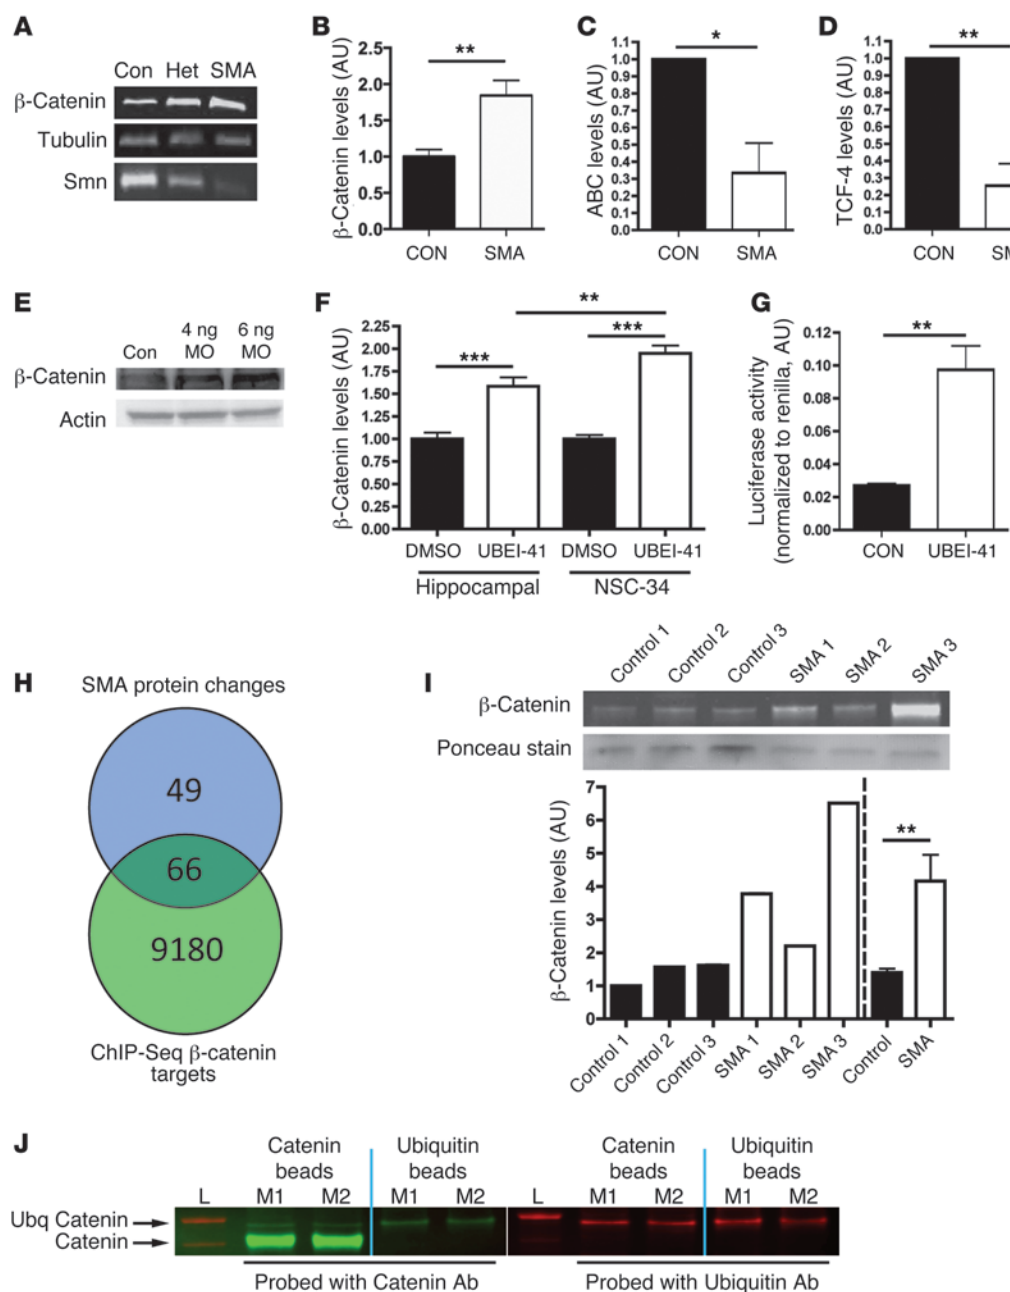 A
Con Het SMA
β-Catenin
Tubulin
Smn
B
β-Catenin levels (AU)
2.5
2.0
1.5
1.0
0.5
0.0
**
CON SMA
C
ABC levels (AU)
1.1
1.0
0.9
0.8
0.7
0.6
0.5
0.4
0.3
0.2
0.1
0.0
*
CON SMA
D
TCF-4 levels (AU)
1.1
1.0
0.9
0.8
0.7
0.6
0.5
0.4
0.3
0.2
0.1
0.0
**
CON
E
Con
4 ng MO
6 ng MO
β-Catenin
Actin
F
β-Catenin levels (AU)
2.25
2.00
1.75
1.50
1.25
1.00
0.75
0.50
0.25
0.00
**
*** ***
DMSO UBEI-41 DMSO UBEI-41
Hippocampal NSC-34
G
Luciferase activity
(normalized to renilla, AU)
0.12
0.10
0.08
0.06
0.04
0.02
0.00
**
CON UBEI-41
H
SMA protein changes
49
66
9180
ChIP-Seq β-catenin
targets
I
Control 1 Control 2 Control 3 SMA 1 SMA 2 SMA 3
β-Catenin
Ponceau stain
β-Catenin levels (AU)
7
6
5
4
3
2
1
0
**
Control 1 Control 2 Control 3 SMA 1 SMA 2 SMA 3 Control SMA
J
Catenin beads
Ubiquitin beads
Catenin beads
Ubiquitin beads
L M1 M2 M1 M2 L M1 M2 M1 M2
Ubq Catenin
Catenin
Probed with Catenin Ab
Probed with Ubiquitin Ab